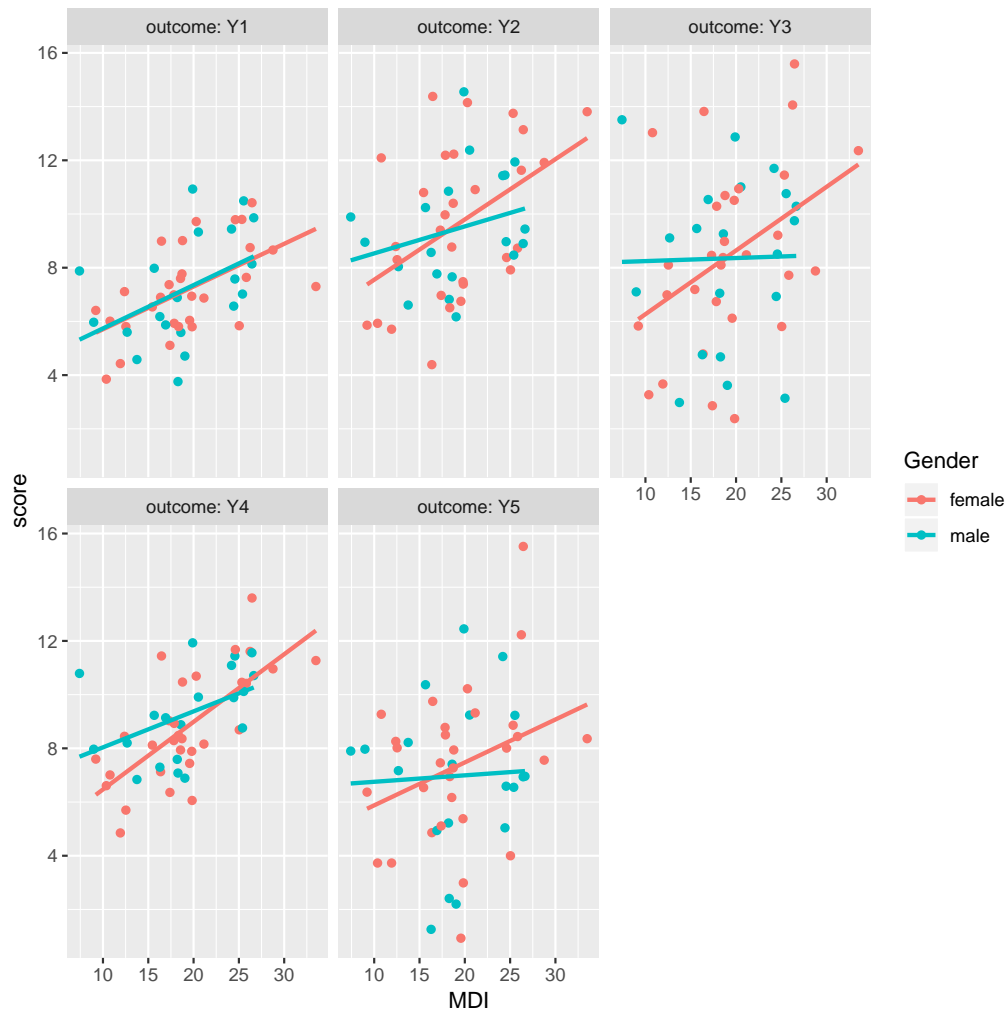 outcome: Y1
outcome: Y2
outcome: Y3
16
12
8
4
10 15 20 25 30
outcome: Y4
outcome: Y5
16
12
8
4
10 15 20 25 30
10 15 20 25 30
score
MDI
Gender
female
male